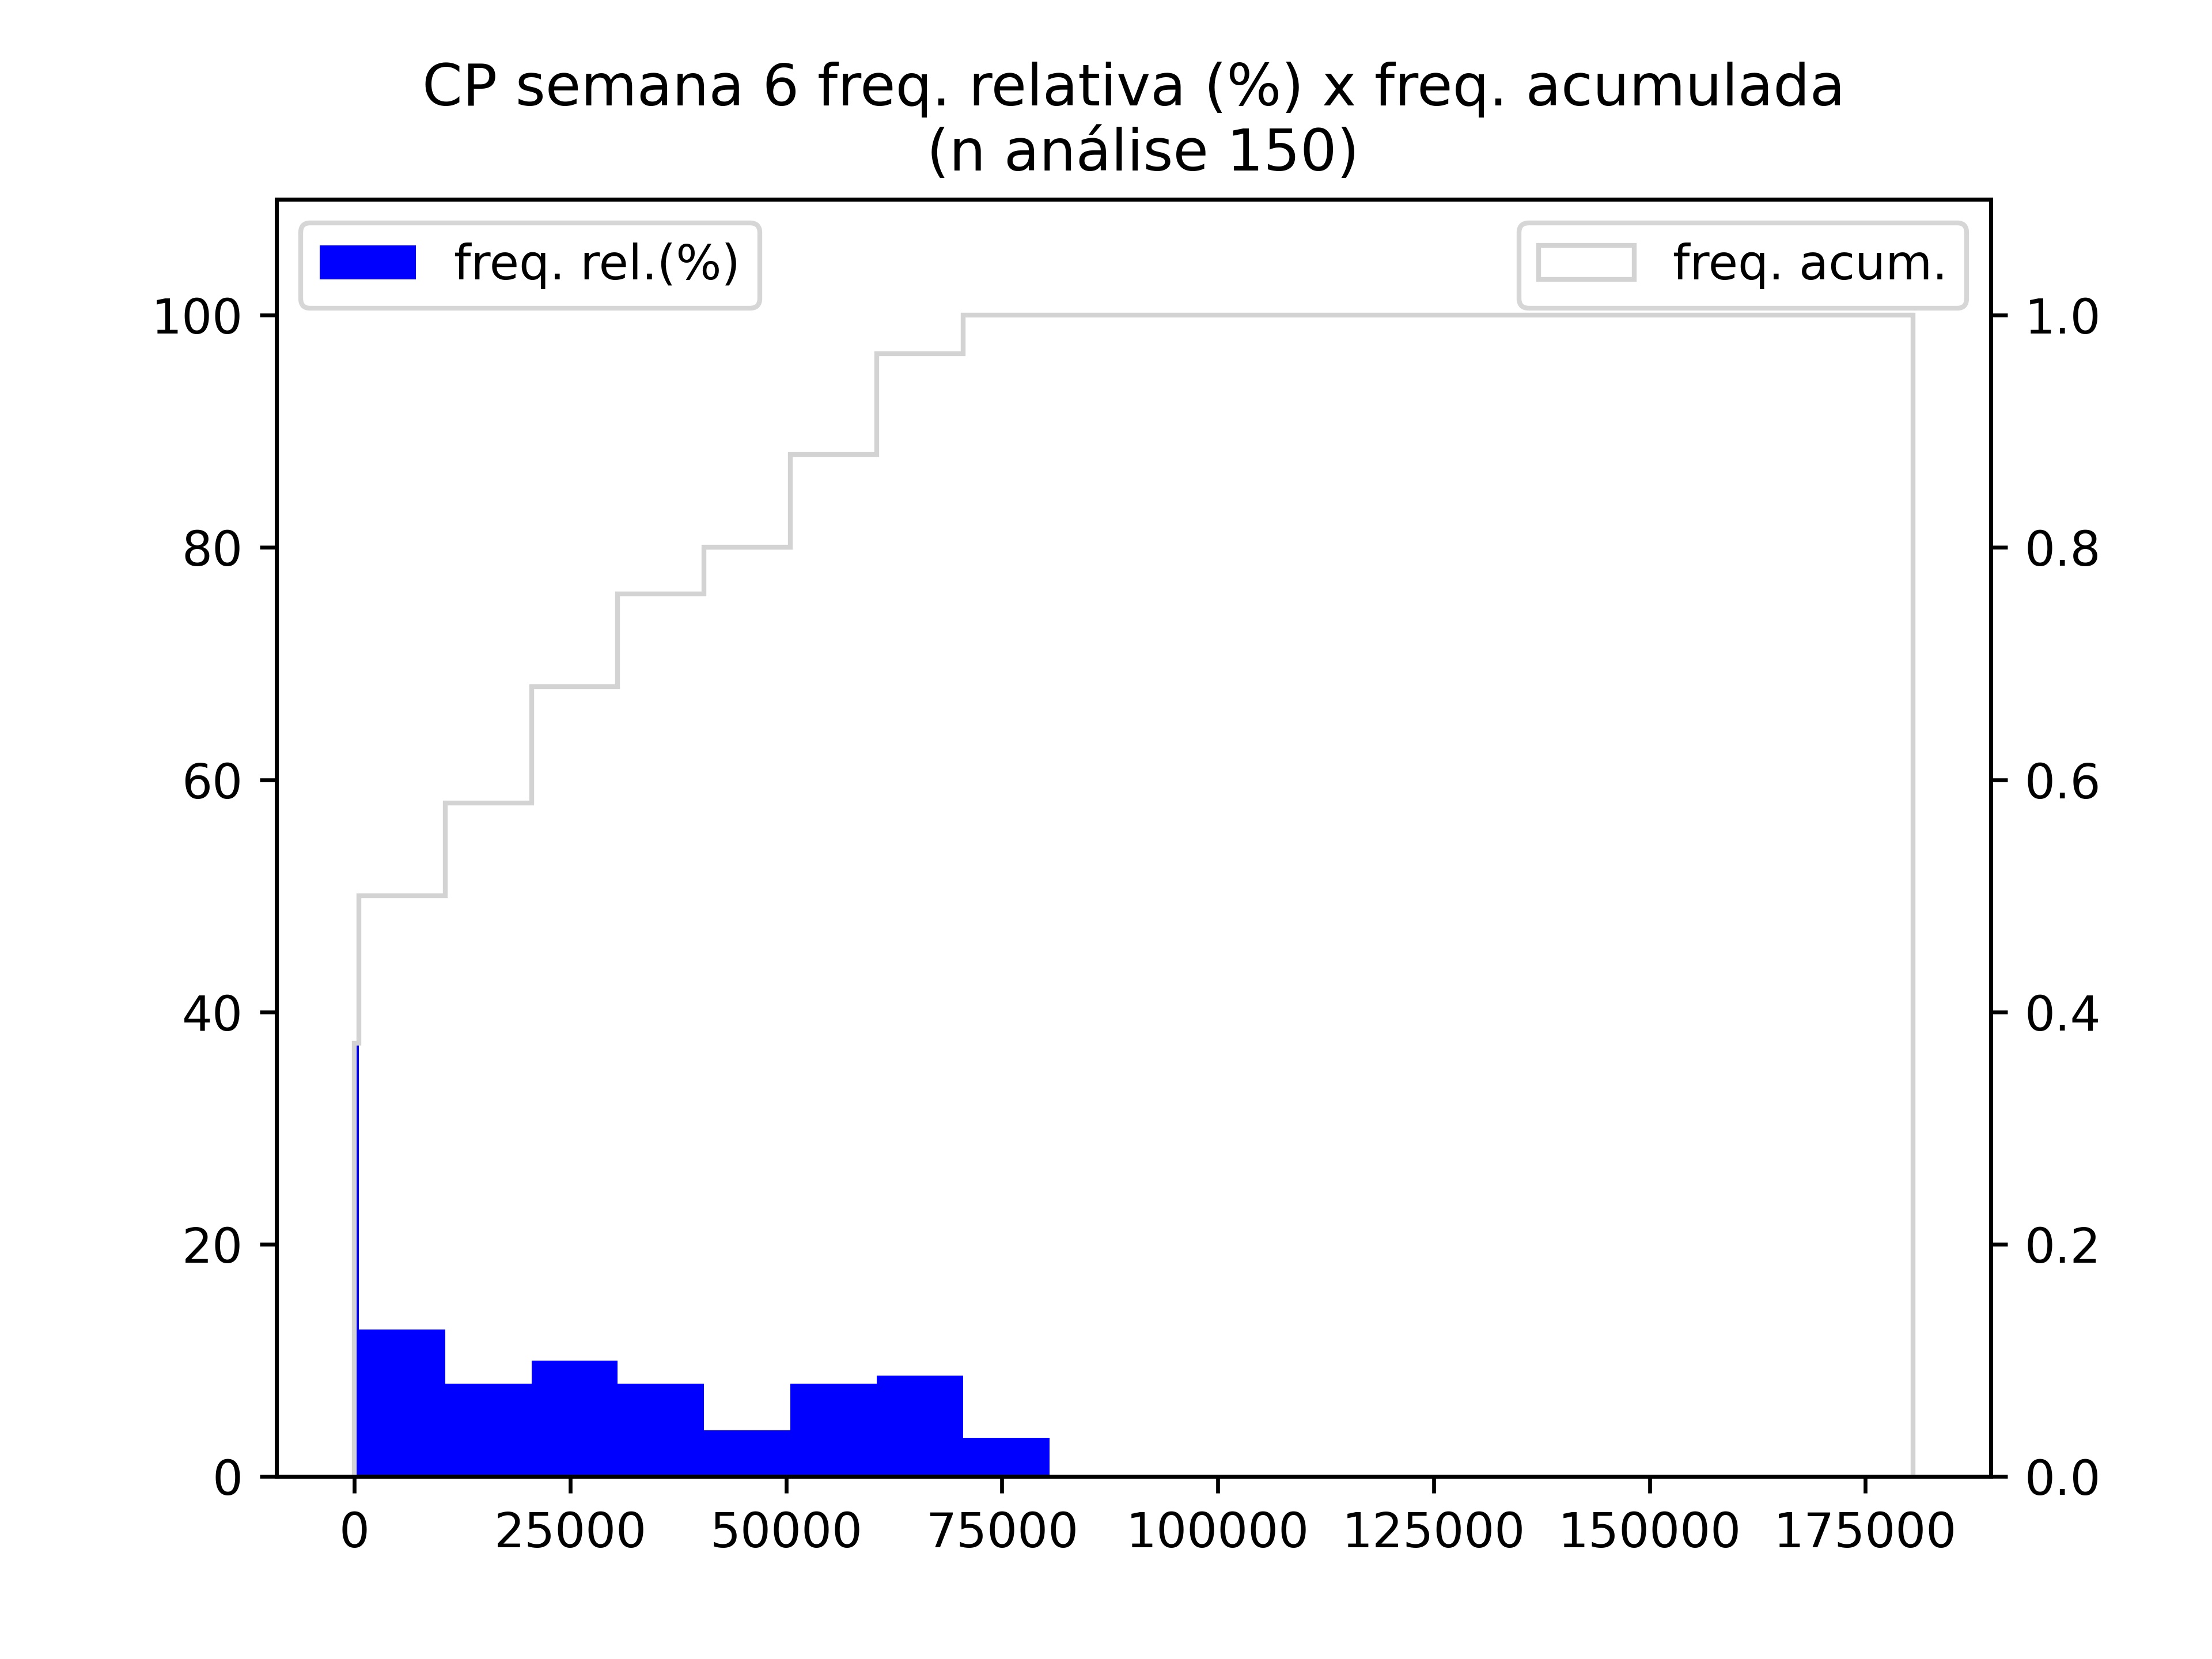 CP semana 6 freq. relativa (%) x freq. acumulada
(n análise 150)
freq. rel.(%)
freq. acum.
100
80
60
40
20
0
1.0
0.8
0.6
0.4
0.2
0.0
0 25000 50000 75000 100000 125000 150000 175000